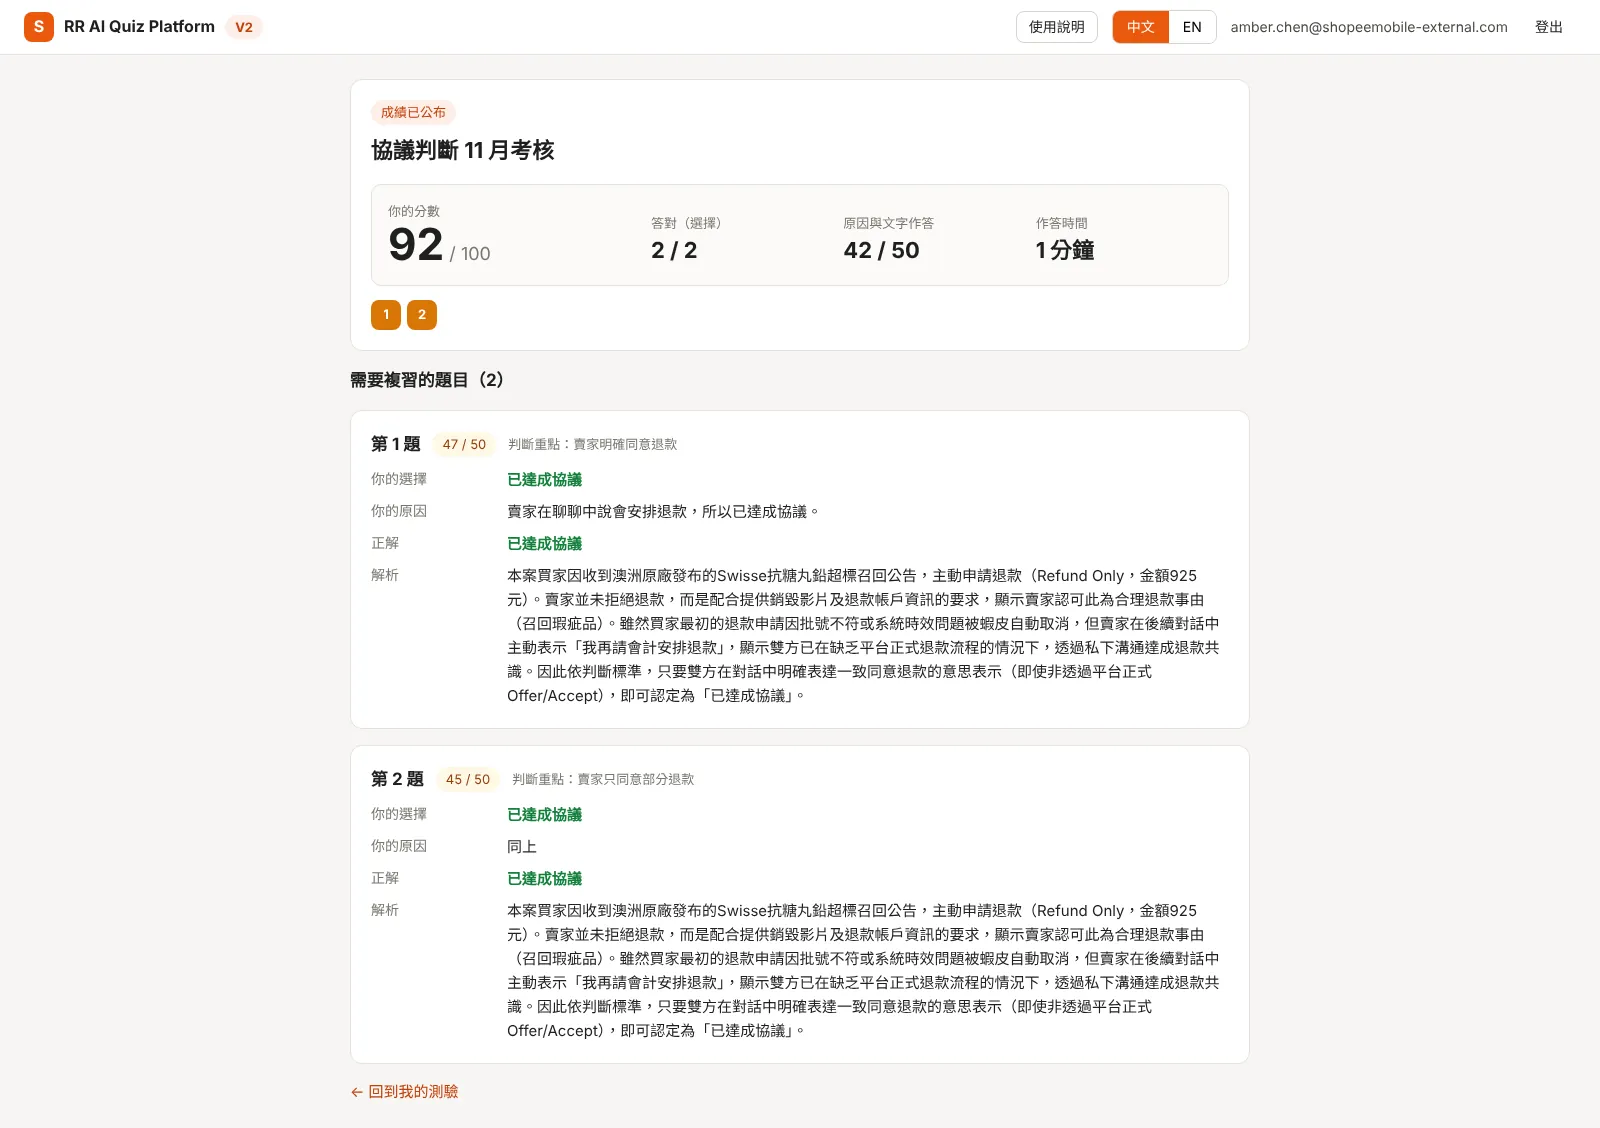 S RR AI Quiz Platform V2 使用說明 中文 EN amber.chen@shopeemobile-external.com 登出
成績已公布
協議判斷 11 月考核
你的分數
92 / 100
答對（選擇）
2 / 2
原因與文字作答
42 / 50
作答時間
1 分鐘
1 2
需要複習的題目（2）
第 1 題 47 / 50 判斷重點：賣家明確同意退款
你的選擇 已達成協議
你的原因 賣家在聊聊中說會安排退款，所以已達成協議。
正解 已達成協議
解析 本案買家因收到澳洲原廠發布的Swisse抗糖丸鉛超標召回公告，主動申請退款（Refund Only，金額925
元）。賣家並未拒絕退款，而是配合提供銷毀影片及退款帳戶資訊的要求，顯示賣家認可此為合理退款事由
（召回瑕疵品）。雖然買家最初的退款申請因批號不符或系統時效問題被蝦皮自動取消，但賣家在後續對話中
主動表示「我再請會計安排退款」，顯示雙方已在缺乏平台正式退款流程的情況下，透過私下溝通達成退款共
識。因此依判斷標準，只要雙方在對話中明確表達一致同意退款的意思表示（即使非透過平台正式
Offer/Accept），即可認定為「已達成協議」。
第 2 題 45 / 50 判斷重點：賣家只同意部分退款
你的選擇 已達成協議
你的原因 同上
正解 已達成協議
解析 本案買家因收到澳洲原廠發布的Swisse抗糖丸鉛超標召回公告，主動申請退款（Refund Only，金額925
元）。賣家並未拒絕退款，而是配合提供銷毀影片及退款帳戶資訊的要求，顯示賣家認可此為合理退款事由
（召回瑕疵品）。雖然買家最初的退款申請因批號不符或系統時效問題被蝦皮自動取消，但賣家在後續對話中
主動表示「我再請會計安排退款」，顯示雙方已在缺乏平台正式退款流程的情況下，透過私下溝通達成退款共
識。因此依判斷標準，只要雙方在對話中明確表達一致同意退款的意思表示（即使非透過平台正式
Offer/Accept），即可認定為「已達成協議」。
← 回到我的測驗